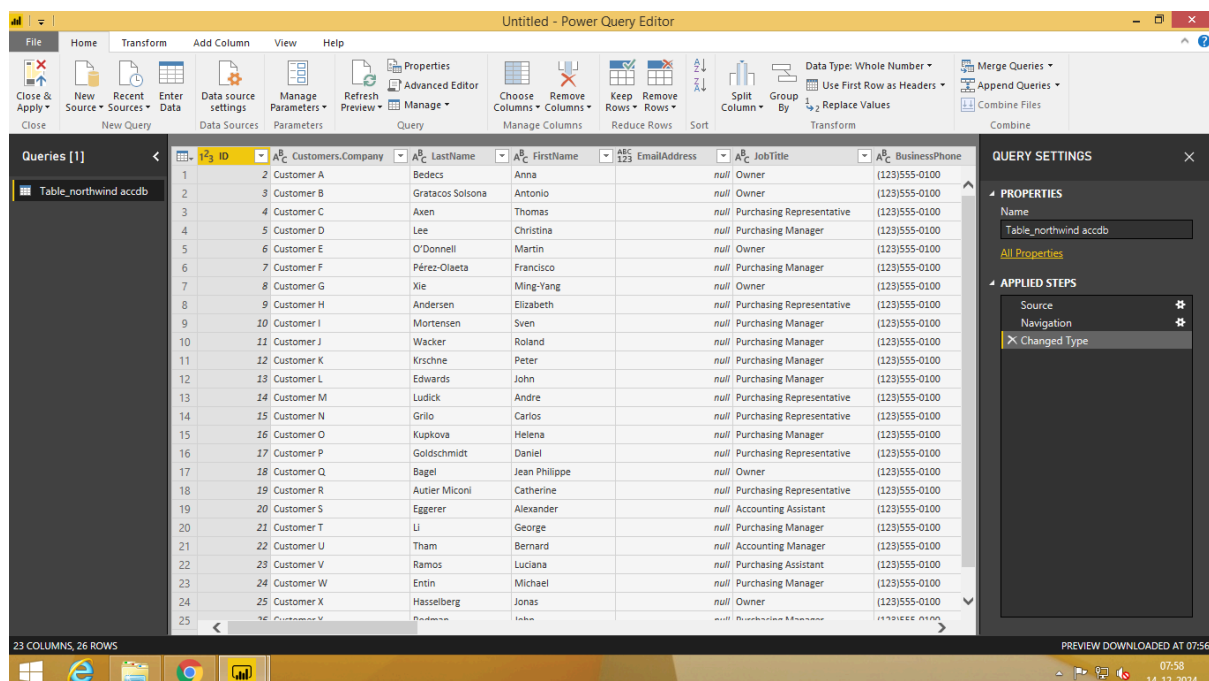 Untitled - Power Query Editor
File Home Transform Add Column View Help
Close & Apply
New Source
Recent Sources
Enter Data
Data source settings
Manage Parameters
Refresh Preview
Properties
Advanced Editor
Manage
Choose Columns
Remove Columns
Keep Rows
Remove Rows
Split Column
Group By
Data Type: Whole Number
Use First Row as Headers
Replace Values
Merge Queries
Append Queries
Combine Files
Close New Query Data Sources Parameters Query Manage Columns Reduce Rows Sort Transform Combine
Queries [1]
Table_northwind accdb
ID Customers.Company LastName FirstName EmailAddress JobTitle BusinessPhone
1 2 Customer A Bedecs Anna null Owner (123)555-0100
2 3 Customer B Gratacos Solsona Antonio null Owner (123)555-0100
3 4 Customer C Axen Thomas null Purchasing Representative (123)555-0100
4 5 Customer D Lee Christina null Purchasing Manager (123)555-0100
5 6 Customer E O'Donnell Martin null Owner (123)555-0100
6 7 Customer F Pérez-Olaeta Francisco null Purchasing Manager (123)555-0100
7 8 Customer G Xie Ming-Yang null Owner (123)555-0100
8 9 Customer H Andersen Elizabeth null Purchasing Representative (123)555-0100
9 10 Customer I Mortensen Sven null Purchasing Manager (123)555-0100
10 11 Customer J Wacker Roland null Purchasing Manager (123)555-0100
11 12 Customer K Krschne Peter null Purchasing Manager (123)555-0100
12 13 Customer L Edwards John null Purchasing Manager (123)555-0100
13 14 Customer M Ludick Andre null Purchasing Representative (123)555-0100
14 15 Customer N Grilo Carlos null Purchasing Representative (123)555-0100
15 16 Customer O Kupkova Helena null Purchasing Manager (123)555-0100
16 17 Customer P Goldschmidt Daniel null Purchasing Representative (123)555-0100
17 18 Customer Q Bagel Jean Philippe null Owner (123)555-0100
18 19 Customer R Autier Miconi Catherine null Purchasing Representative (123)555-0100
19 20 Customer S Eggerer Alexander null Accounting Assistant (123)555-0100
20 21 Customer T Li George null Purchasing Manager (123)555-0100
21 22 Customer U Tham Bernard null Accounting Manager (123)555-0100
22 23 Customer V Ramos Luciana null Purchasing Assistant (123)555-0100
23 24 Customer W Entin Michael null Purchasing Manager (123)555-0100
24 25 Customer X Hasselberg Jonas null Owner (123)555-0100
25
QUERY SETTINGS
PROPERTIES
Name
Table_northwind accdb
All Properties
APPLIED STEPS
Source
Navigation
Changed Type
23 COLUMNS, 26 ROWS
PREVIEW DOWNLOADED AT 07:56
07:58
14-12-2024